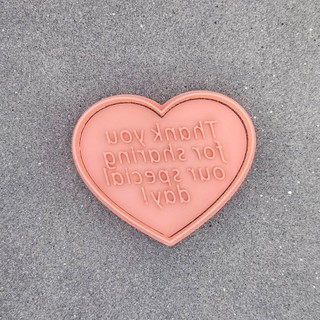 Thank you
for sharing
our special
day!